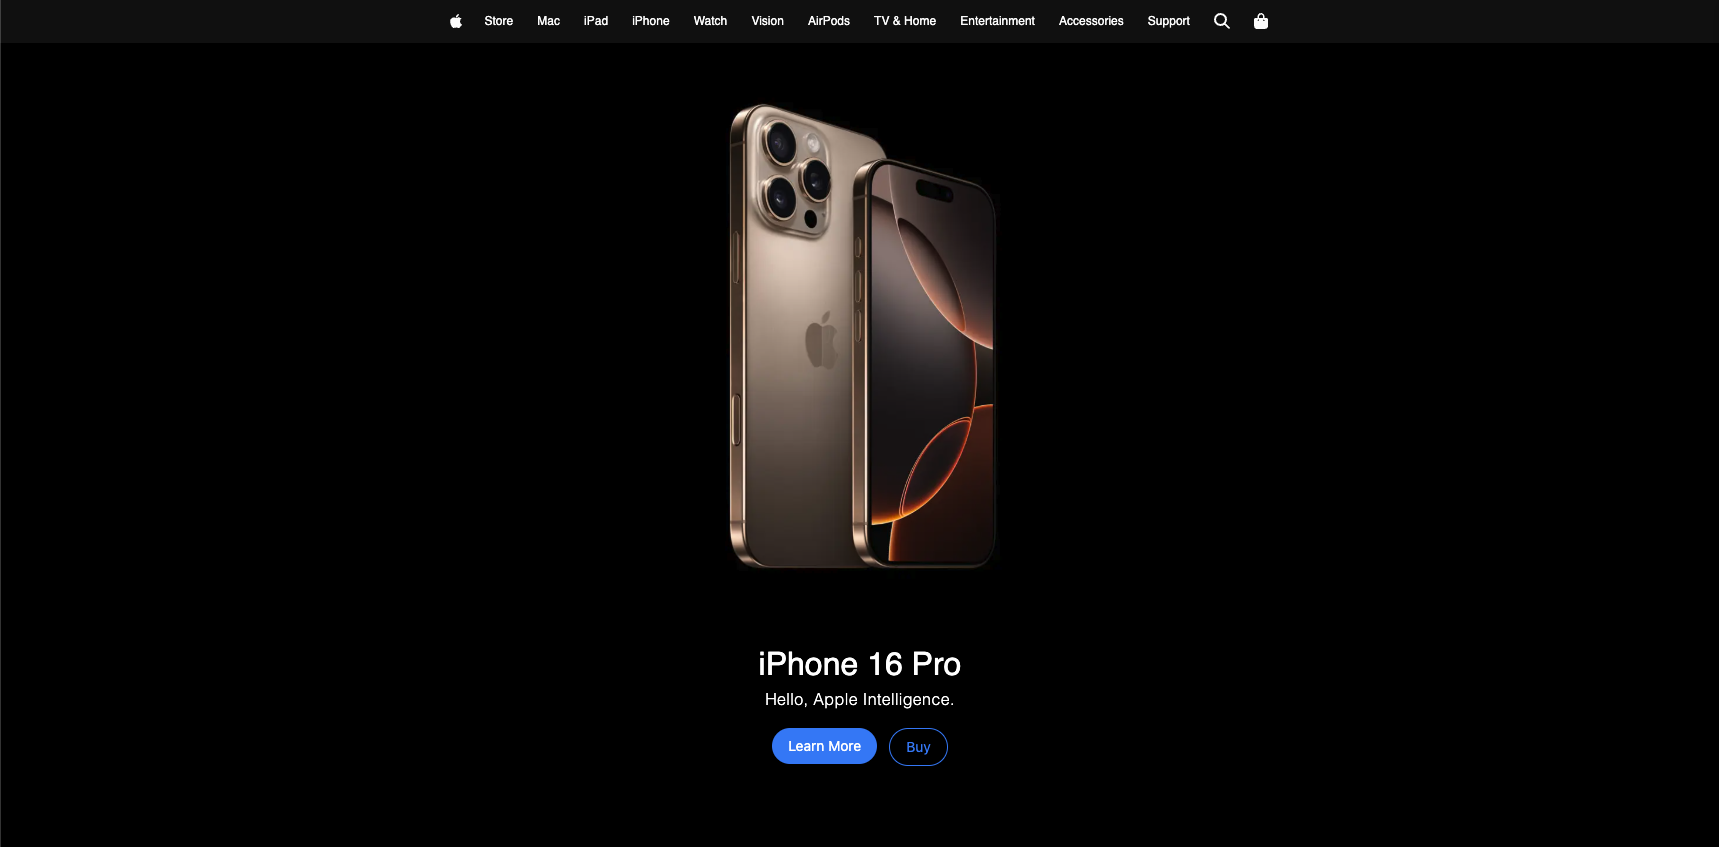 Store Mac iPad iPhone Watch Vision AirPods TV & Home Entertainment Accessories Support
iPhone 16 Pro
Hello, Apple Intelligence.
Learn More Buy